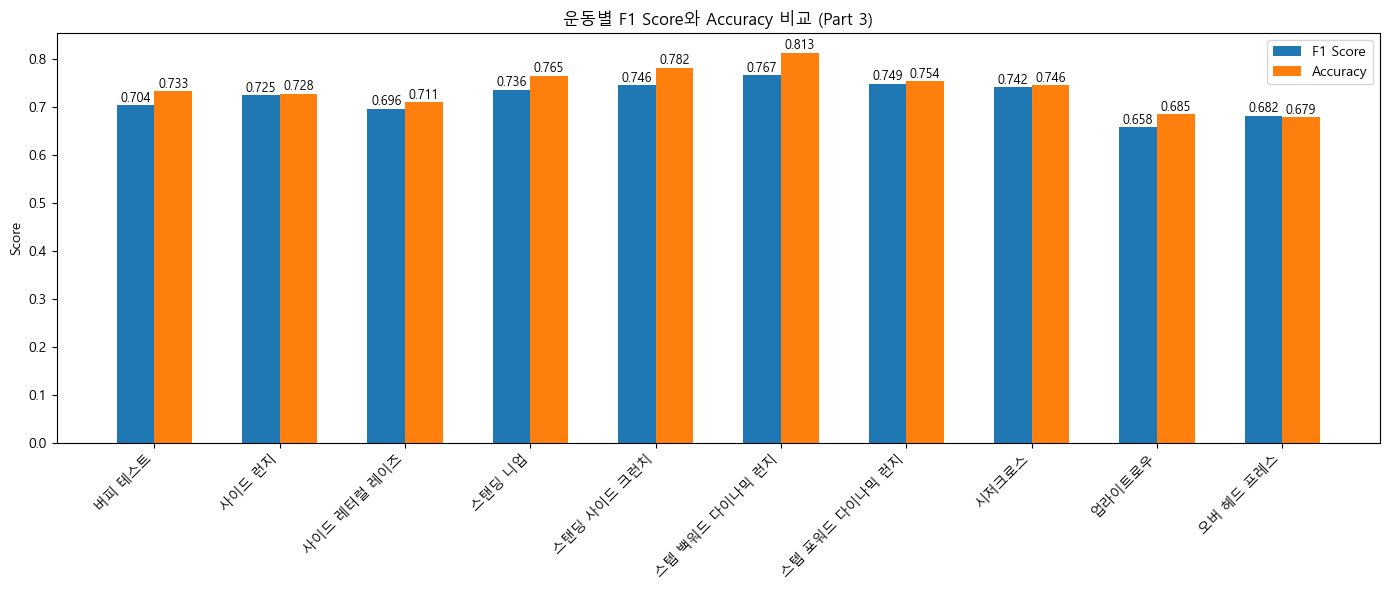 운동별 F1 Score와 Accuracy 비교 (Part 3)
F1 Score
Accuracy
Score
0.8
0.7
0.6
0.5
0.4
0.3
0.2
0.1
0.0
0.704 0.733
0.725 0.728
0.696 0.711
0.736 0.765
0.746 0.782
0.767 0.813
0.749 0.754
0.742 0.746
0.658 0.685
0.682 0.679
버피 테스트
사이드 런지
사이드 레터럴 레이즈
스탠딩 니업
스탠딩 사이드 크런치
스텝 백워드 다이나믹 런지
스텝 포워드 다이나믹 런지
시저크로스
업라이트로우
오버 헤드 프레스